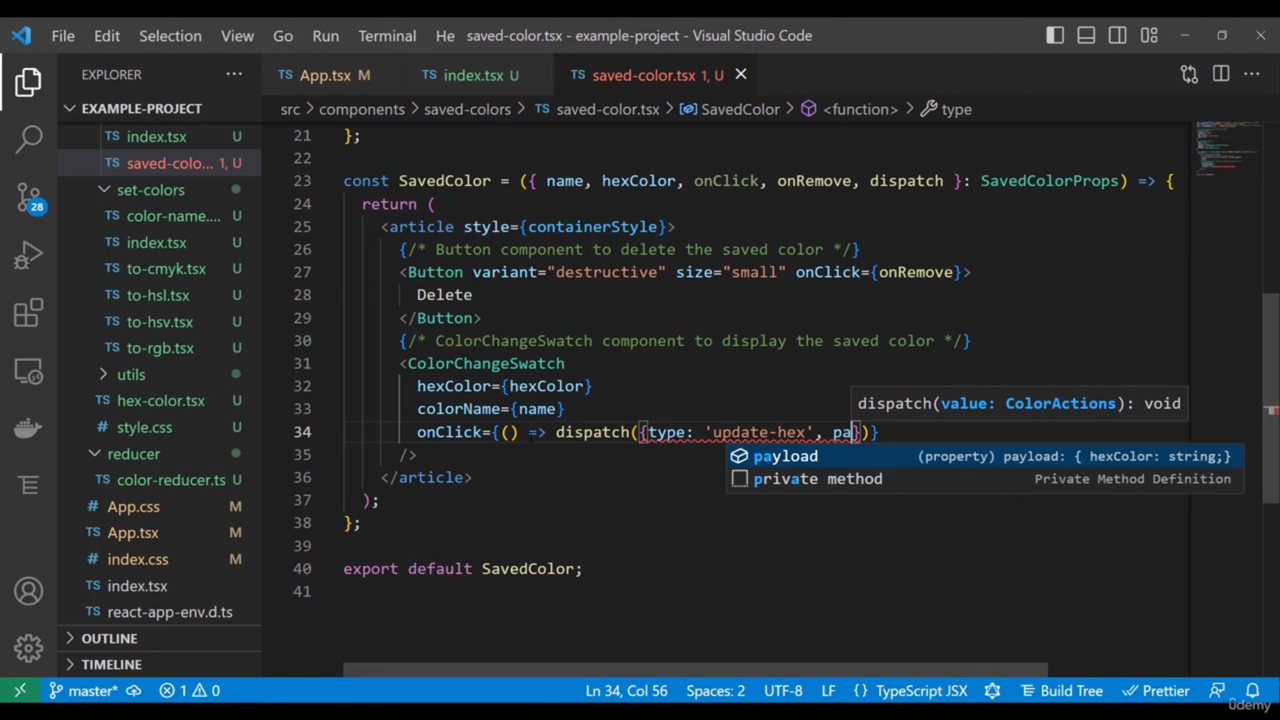 File Edit Selection View Go Run Terminal He saved-color.tsx - example-project - Visual Studio Code
EXPLORER
App.tsx M
index.tsx U
saved-color.tsx 1, U
EXAMPLE-PROJECT
src > components > saved-colors > saved-color.tsx > SavedColor > <function> > type
index.tsx U
saved-colo... 1, U
set-colors
color-name.... U
index.tsx U
to-cmyk.tsx U
to-hsl.tsx U
to-hsv.tsx U
to-rgb.tsx U
utils
hex-color.tsx U
style.css U
reducer
color-reducer.ts U
App.css M
App.tsx M
index.css M
index.tsx
react-app-env.d.ts
OUTLINE
TIMELINE
28
21 };
22
23 const SavedColor = ({ name, hexColor, onClick, onRemove, dispatch }: SavedColorProps) => {
24 return (
25 <article style={containerStyle}>
26 {/* Button component to delete the saved color */}
27 <Button variant="destructive" size="small" onClick={onRemove}>
28 Delete
29 </Button>
30 {/* ColorChangeSwatch component to display the saved color */}
31 <ColorChangeSwatch
32 hexColor={hexColor}
33 colorName={name}
dispatch(value: ColorActions): void
34 onClick={() => dispatch({type: 'update-hex', pa})}
payload (property) payload: { hexColor: string;}
private method Private Method Definition
35 />
36 </article>
37 );
38 };
39
40 export default SavedColor;
41
master* 1 0 Ln 34, Col 56 Spaces: 2 UTF-8 LF {} TypeScript JSX Build Tree Prettier
ûdemy